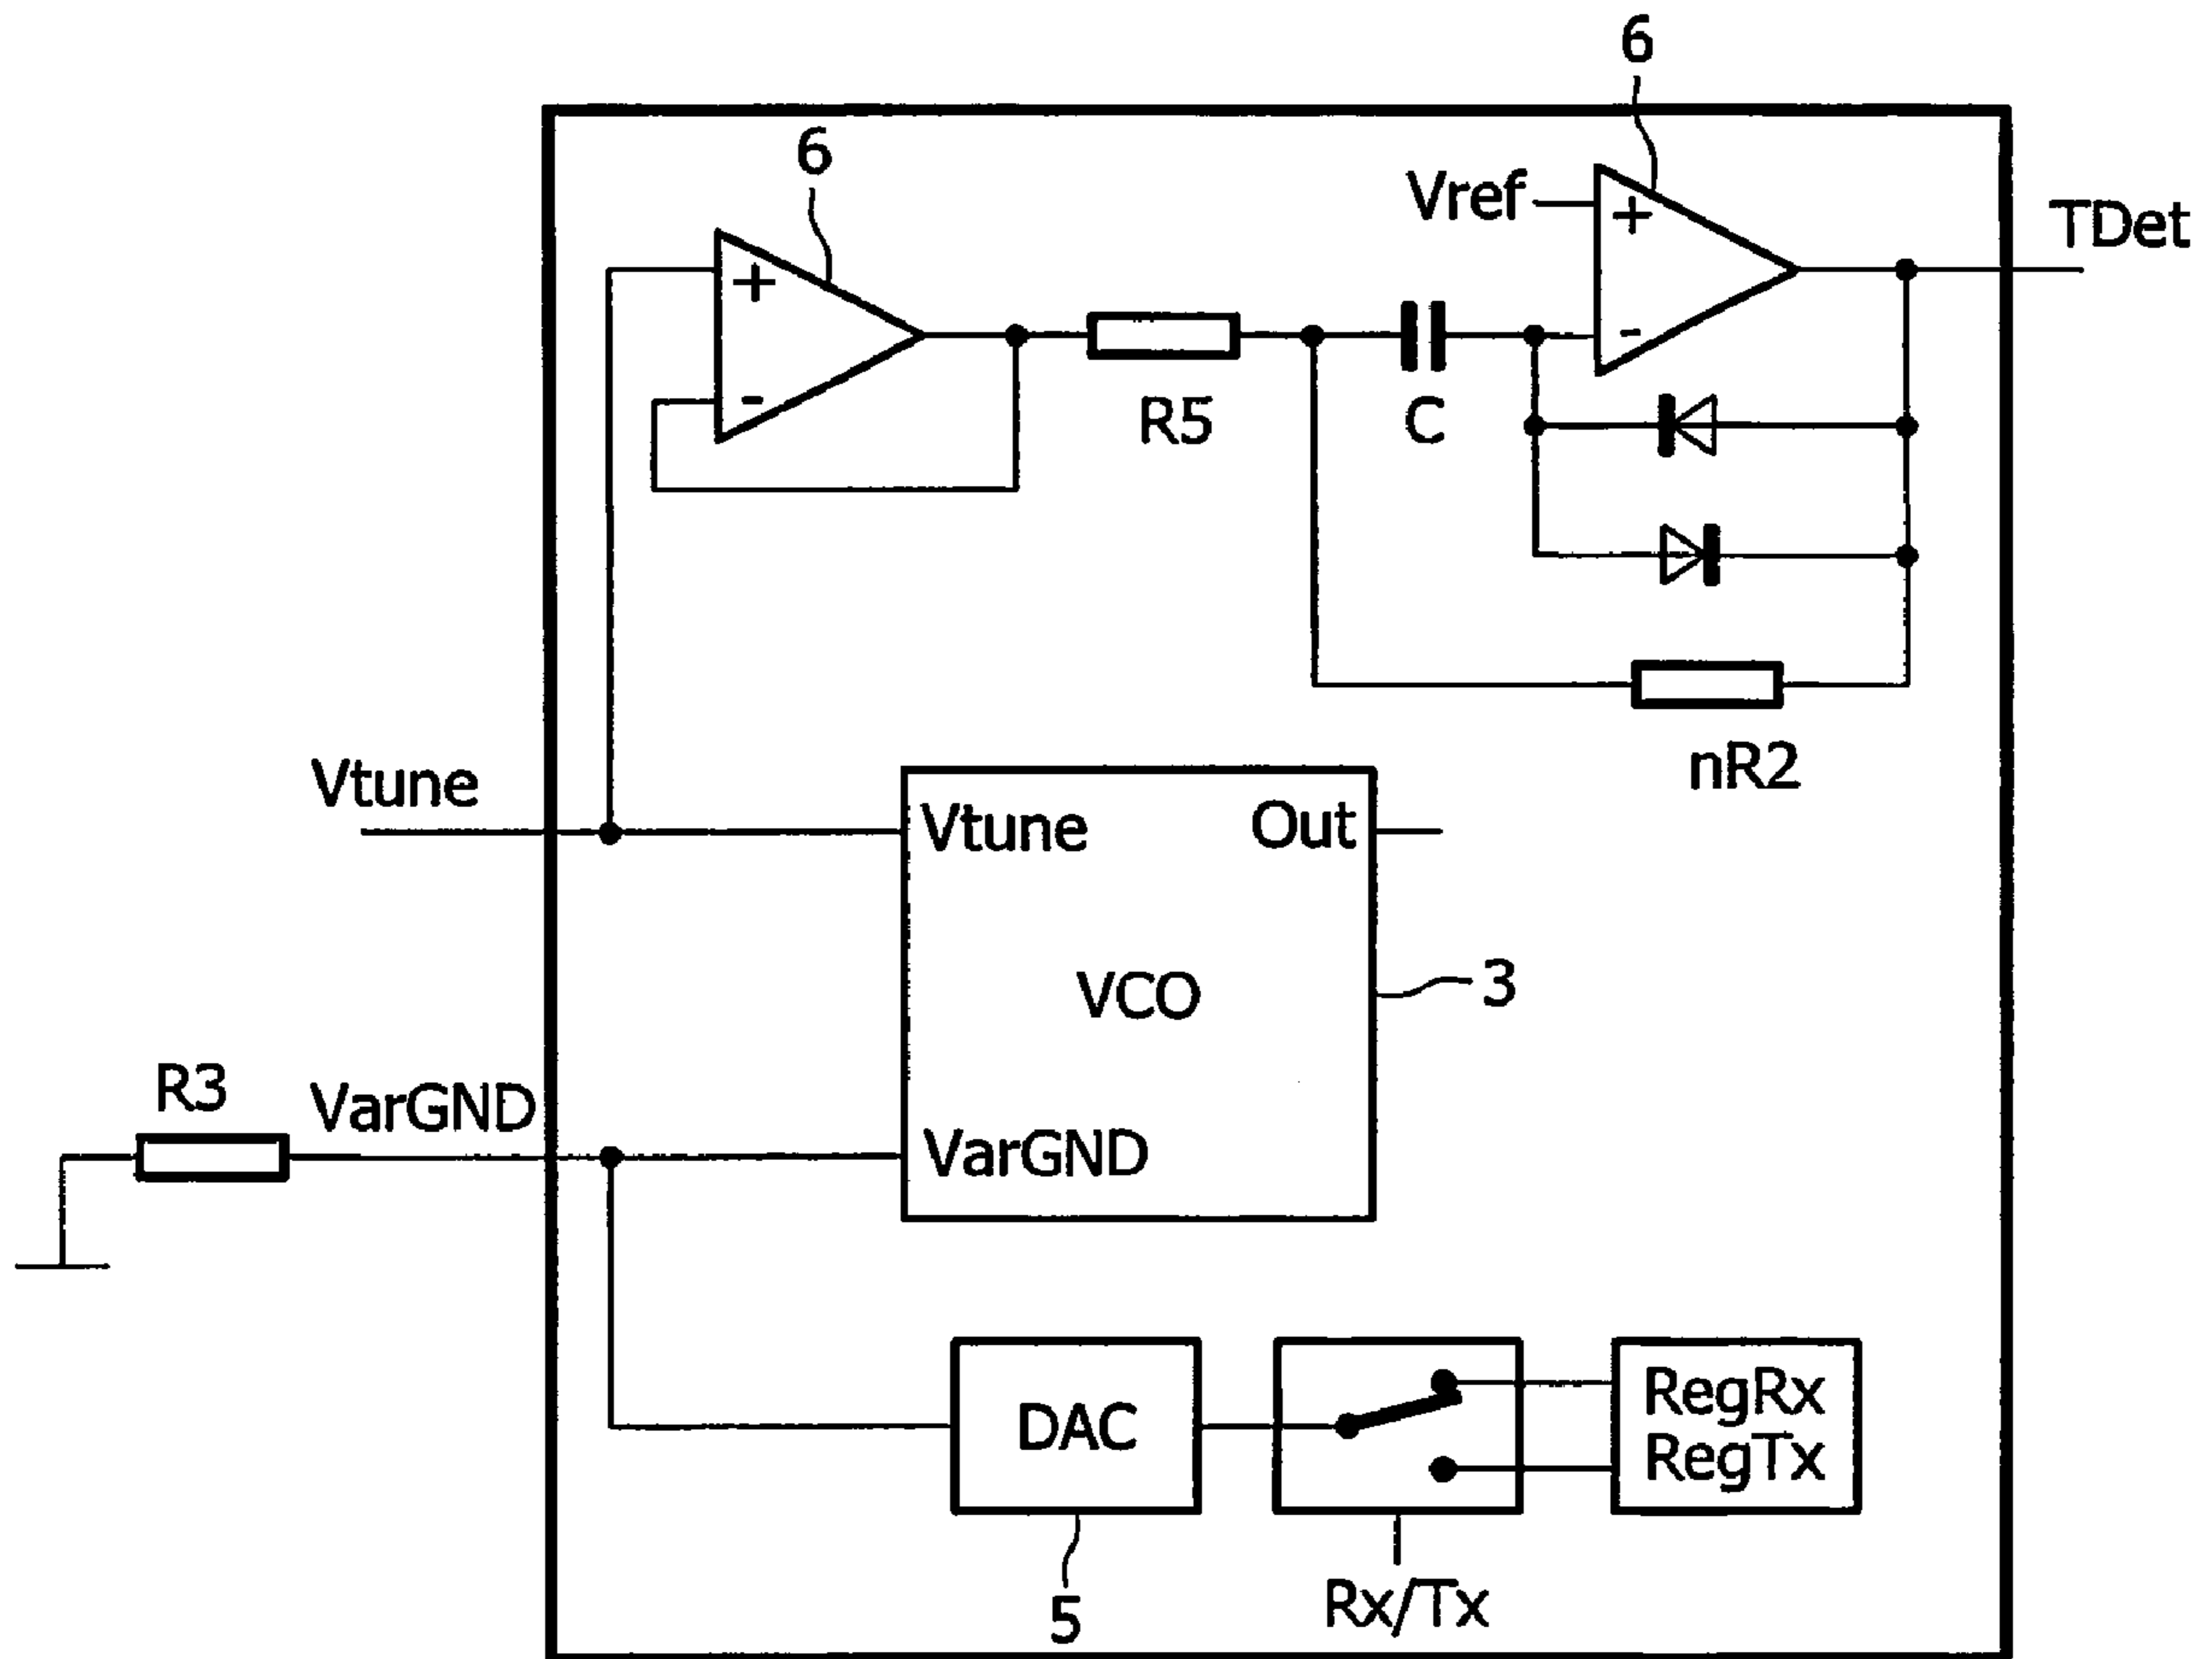 6
6
Vref
+
TDet
+
-
-
R5
C
nR2
Vtune
Vtune
Out
VCO
3
R3
VarGND
VarGND
DAC
RegRx
RegTx
5
Rx/Tx